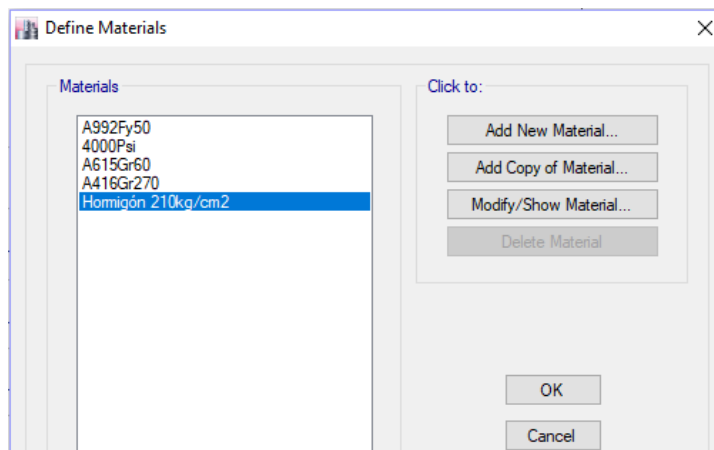 Define Materials
Materials
A992Fy50
4000Psi
A615Gr60
A416Gr270
Hormigón 210kg/cm2
Click to:
Add New Material...
Add Copy of Material...
Modify/Show Material...
Delete Material
OK
Cancel